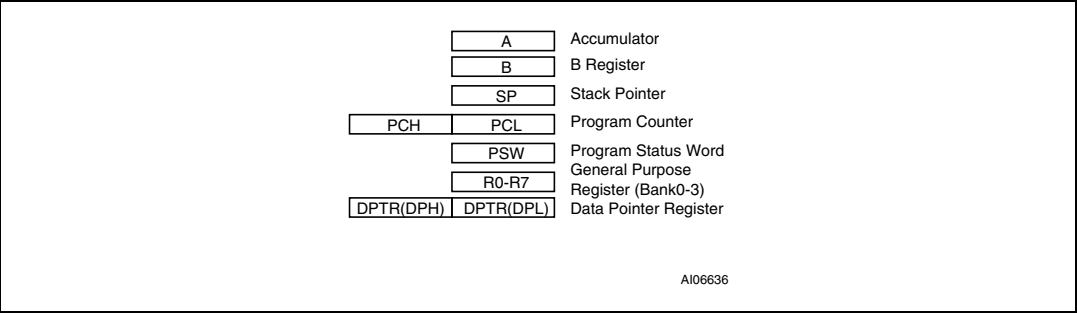 A Accumulator
B B Register
SP Stack Pointer
PCH PCL Program Counter
PSW Program Status Word
R0-R7 General Purpose
Register (Bank0-3)
DPTR(DPH) DPTR(DPL) Data Pointer Register
AI06636